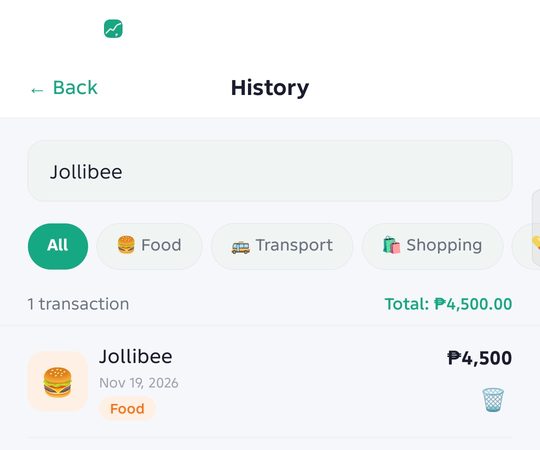 ← Back
History
Jollibee
All
Food
Transport
Shopping
1 transaction
Total: ₱4,500.00
Jollibee
₱4,500
Nov 19, 2026
Food